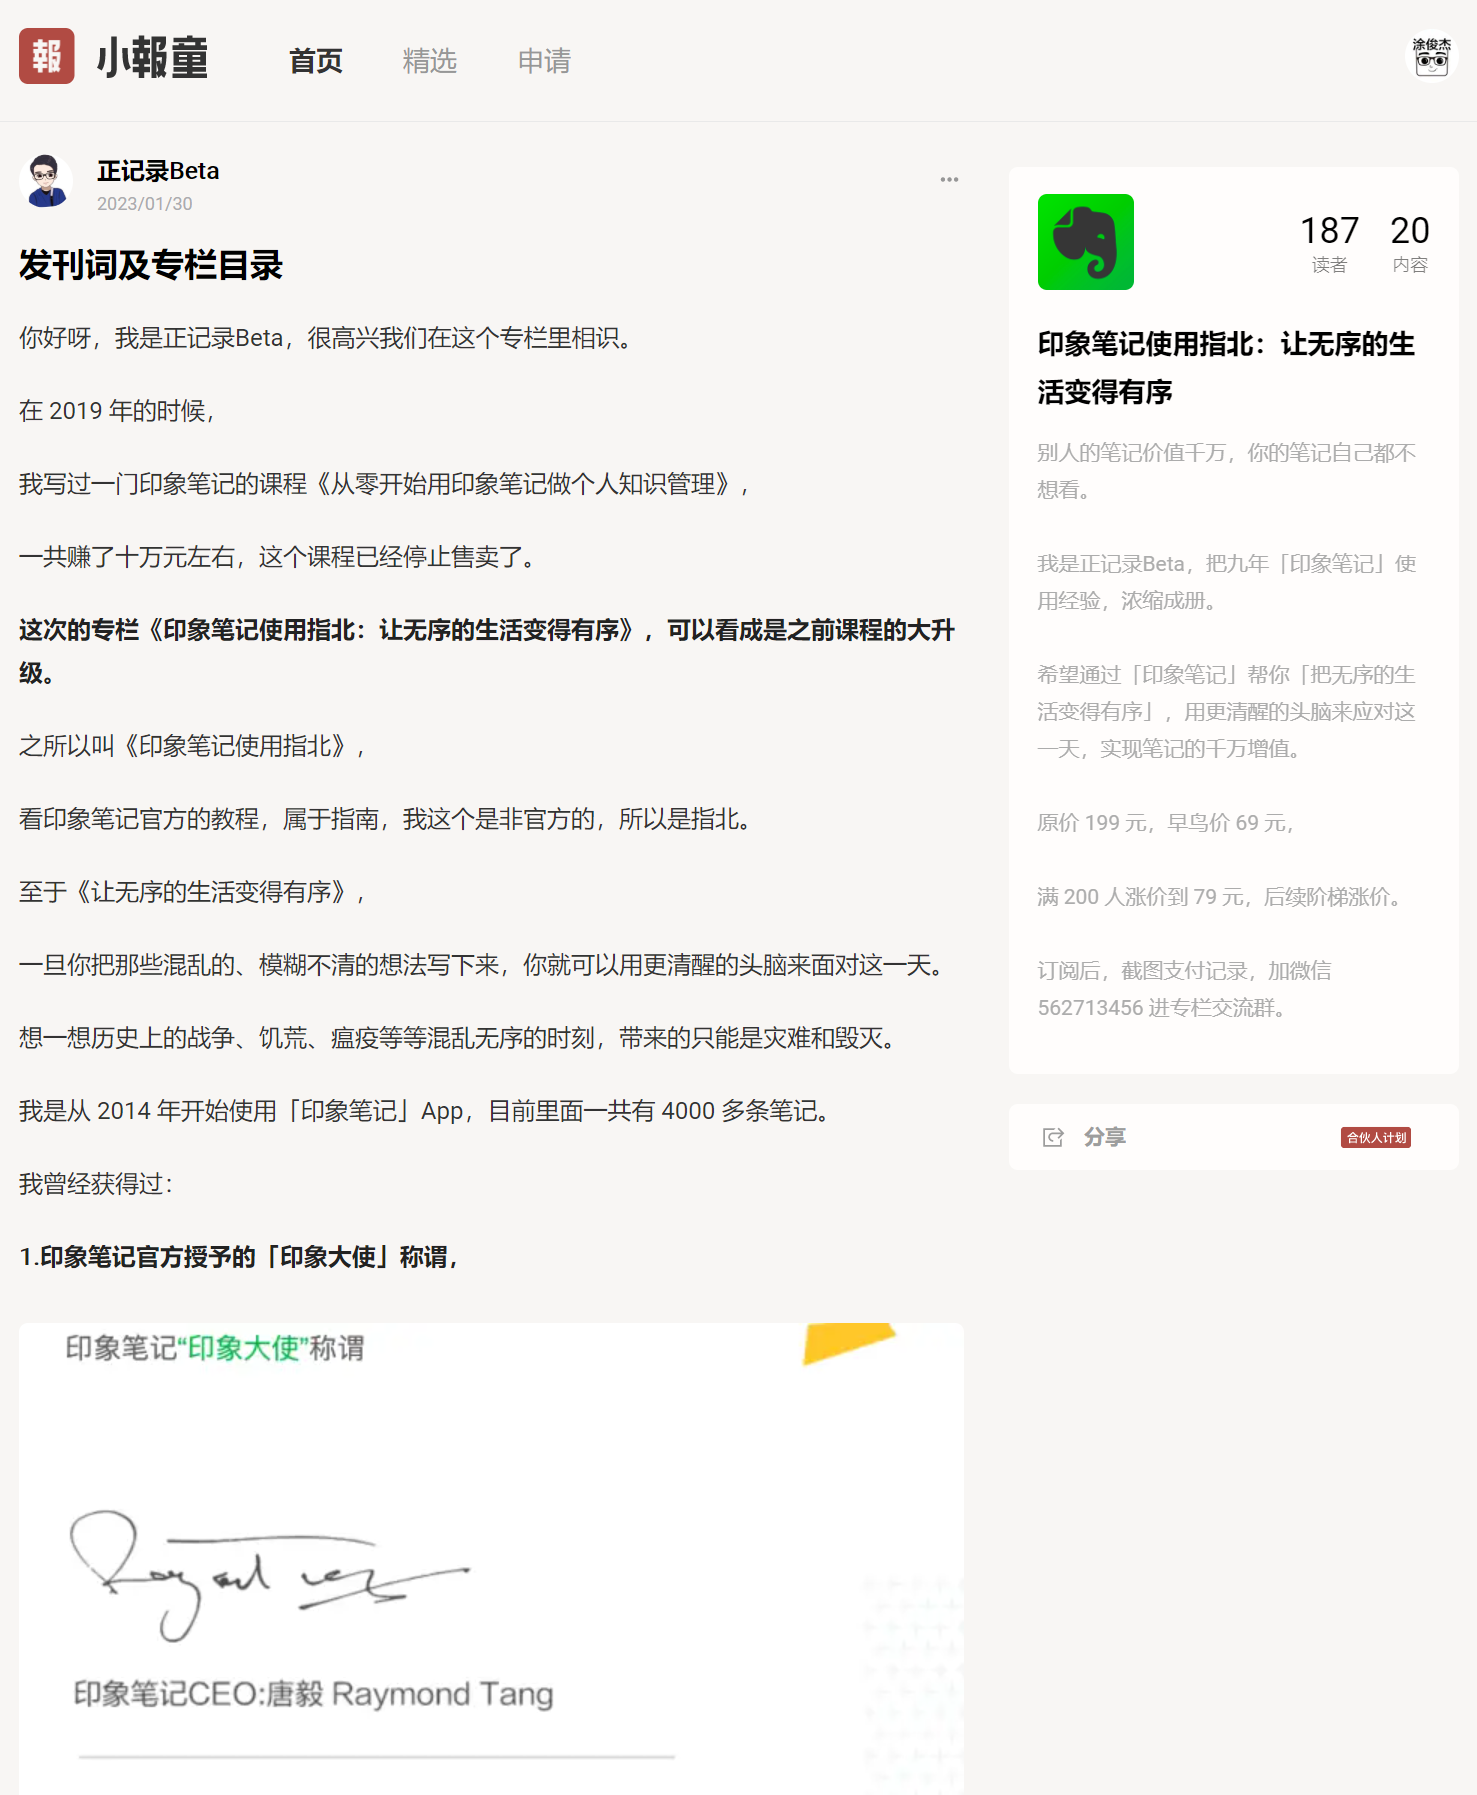 報 小報童 首页 精选 申请
涂俊杰
正记录Beta
2023/01/30
发刊词及专栏目录
你好呀，我是正记录Beta，很高兴我们在这个专栏里相识。
在 2019 年的时候，
我写过一门印象笔记的课程《从零开始用印象笔记做个人知识管理》，
一共赚了十万元左右，这个课程已经停止售卖了。
这次的专栏《印象笔记使用指北：让无序的生活变得有序》，可以看成是之前课程的大升
级。
之所以叫《印象笔记使用指北》，
看印象笔记官方的教程，属于指南，我这个是非官方的，所以是指北。
至于《让无序的生活变得有序》，
一旦你把那些混乱的、模糊不清的想法写下来，你就可以用更清醒的头脑来面对这一天。
想一想历史上的战争、饥荒、瘟疫等等混乱无序的时刻，带来的只能是灾难和毁灭。
我是从 2014 年开始使用「印象笔记」App，目前里面一共有 4000 多条笔记。
我曾经获得过：
1.印象笔记官方授予的「印象大使」称谓，
印象笔记“印象大使”称谓
印象笔记CEO:唐毅 Raymond Tang
187 20
读者 内容
印象笔记使用指北：让无序的生
活变得有序
别人的笔记价值千万，你的笔记自己都不
想看。
我是正记录Beta，把九年「印象笔记」使
用经验，浓缩成册。
希望通过「印象笔记」帮你「把无序的生
活变得有序」，用更清醒的头脑来应对这
一天，实现笔记的千万增值。
原价 199 元，早鸟价 69 元，
满 200 人涨价到 79 元，后续阶梯涨价。
订阅后，截图支付记录，加微信
562713456 进专栏交流群。
分享 合伙人计划